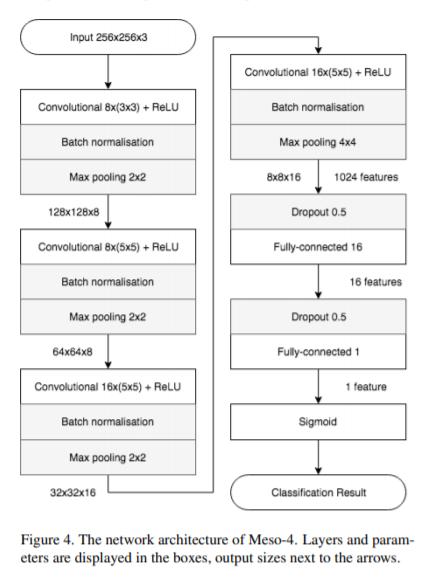 Input 256x256x3
Convolutional 8x(3x3) + ReLU
Batch normalisation
Max pooling 2x2
128x128x8
Convolutional 8x(5x5) + ReLU
Batch normalisation
Max pooling 2x2
64x64x8
Convolutional 16x(5x5) + ReLU
Batch normalisation
Max pooling 2x2
32x32x16
Convolutional 16x(5x5) + ReLU
Batch normalisation
Max pooling 4x4
8x8x16 1024 features
Dropout 0.5
Fully-connected 16
16 features
Dropout 0.5
Fully-connected 1
1 feature
Sigmoid
Classification Result
Figure 4. The network architecture of Meso-4. Layers and param-
eters are displayed in the boxes, output sizes next to the arrows.